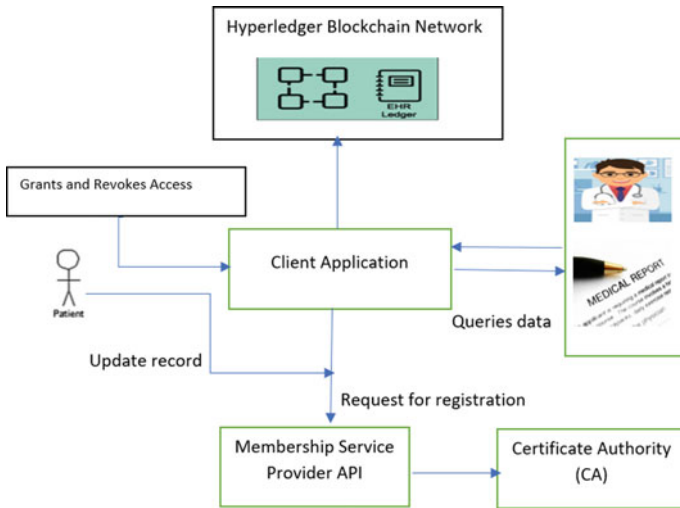 Hyperledger Blockchain Network
EHR
Ledger
Grants and Revokes Access
Client Application
Patient
MEDICAL REPORT
Queries data
Update record
Request for registration
Membership Service
Provider API
Certificate Authority
(CA)